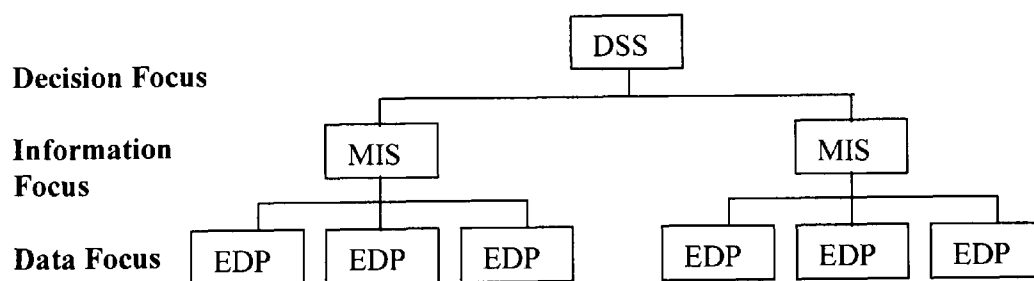 DSS
Decision Focus
Information
Focus
MIS
MIS
Data Focus
EDP
EDP
EDP
EDP
EDP
EDP